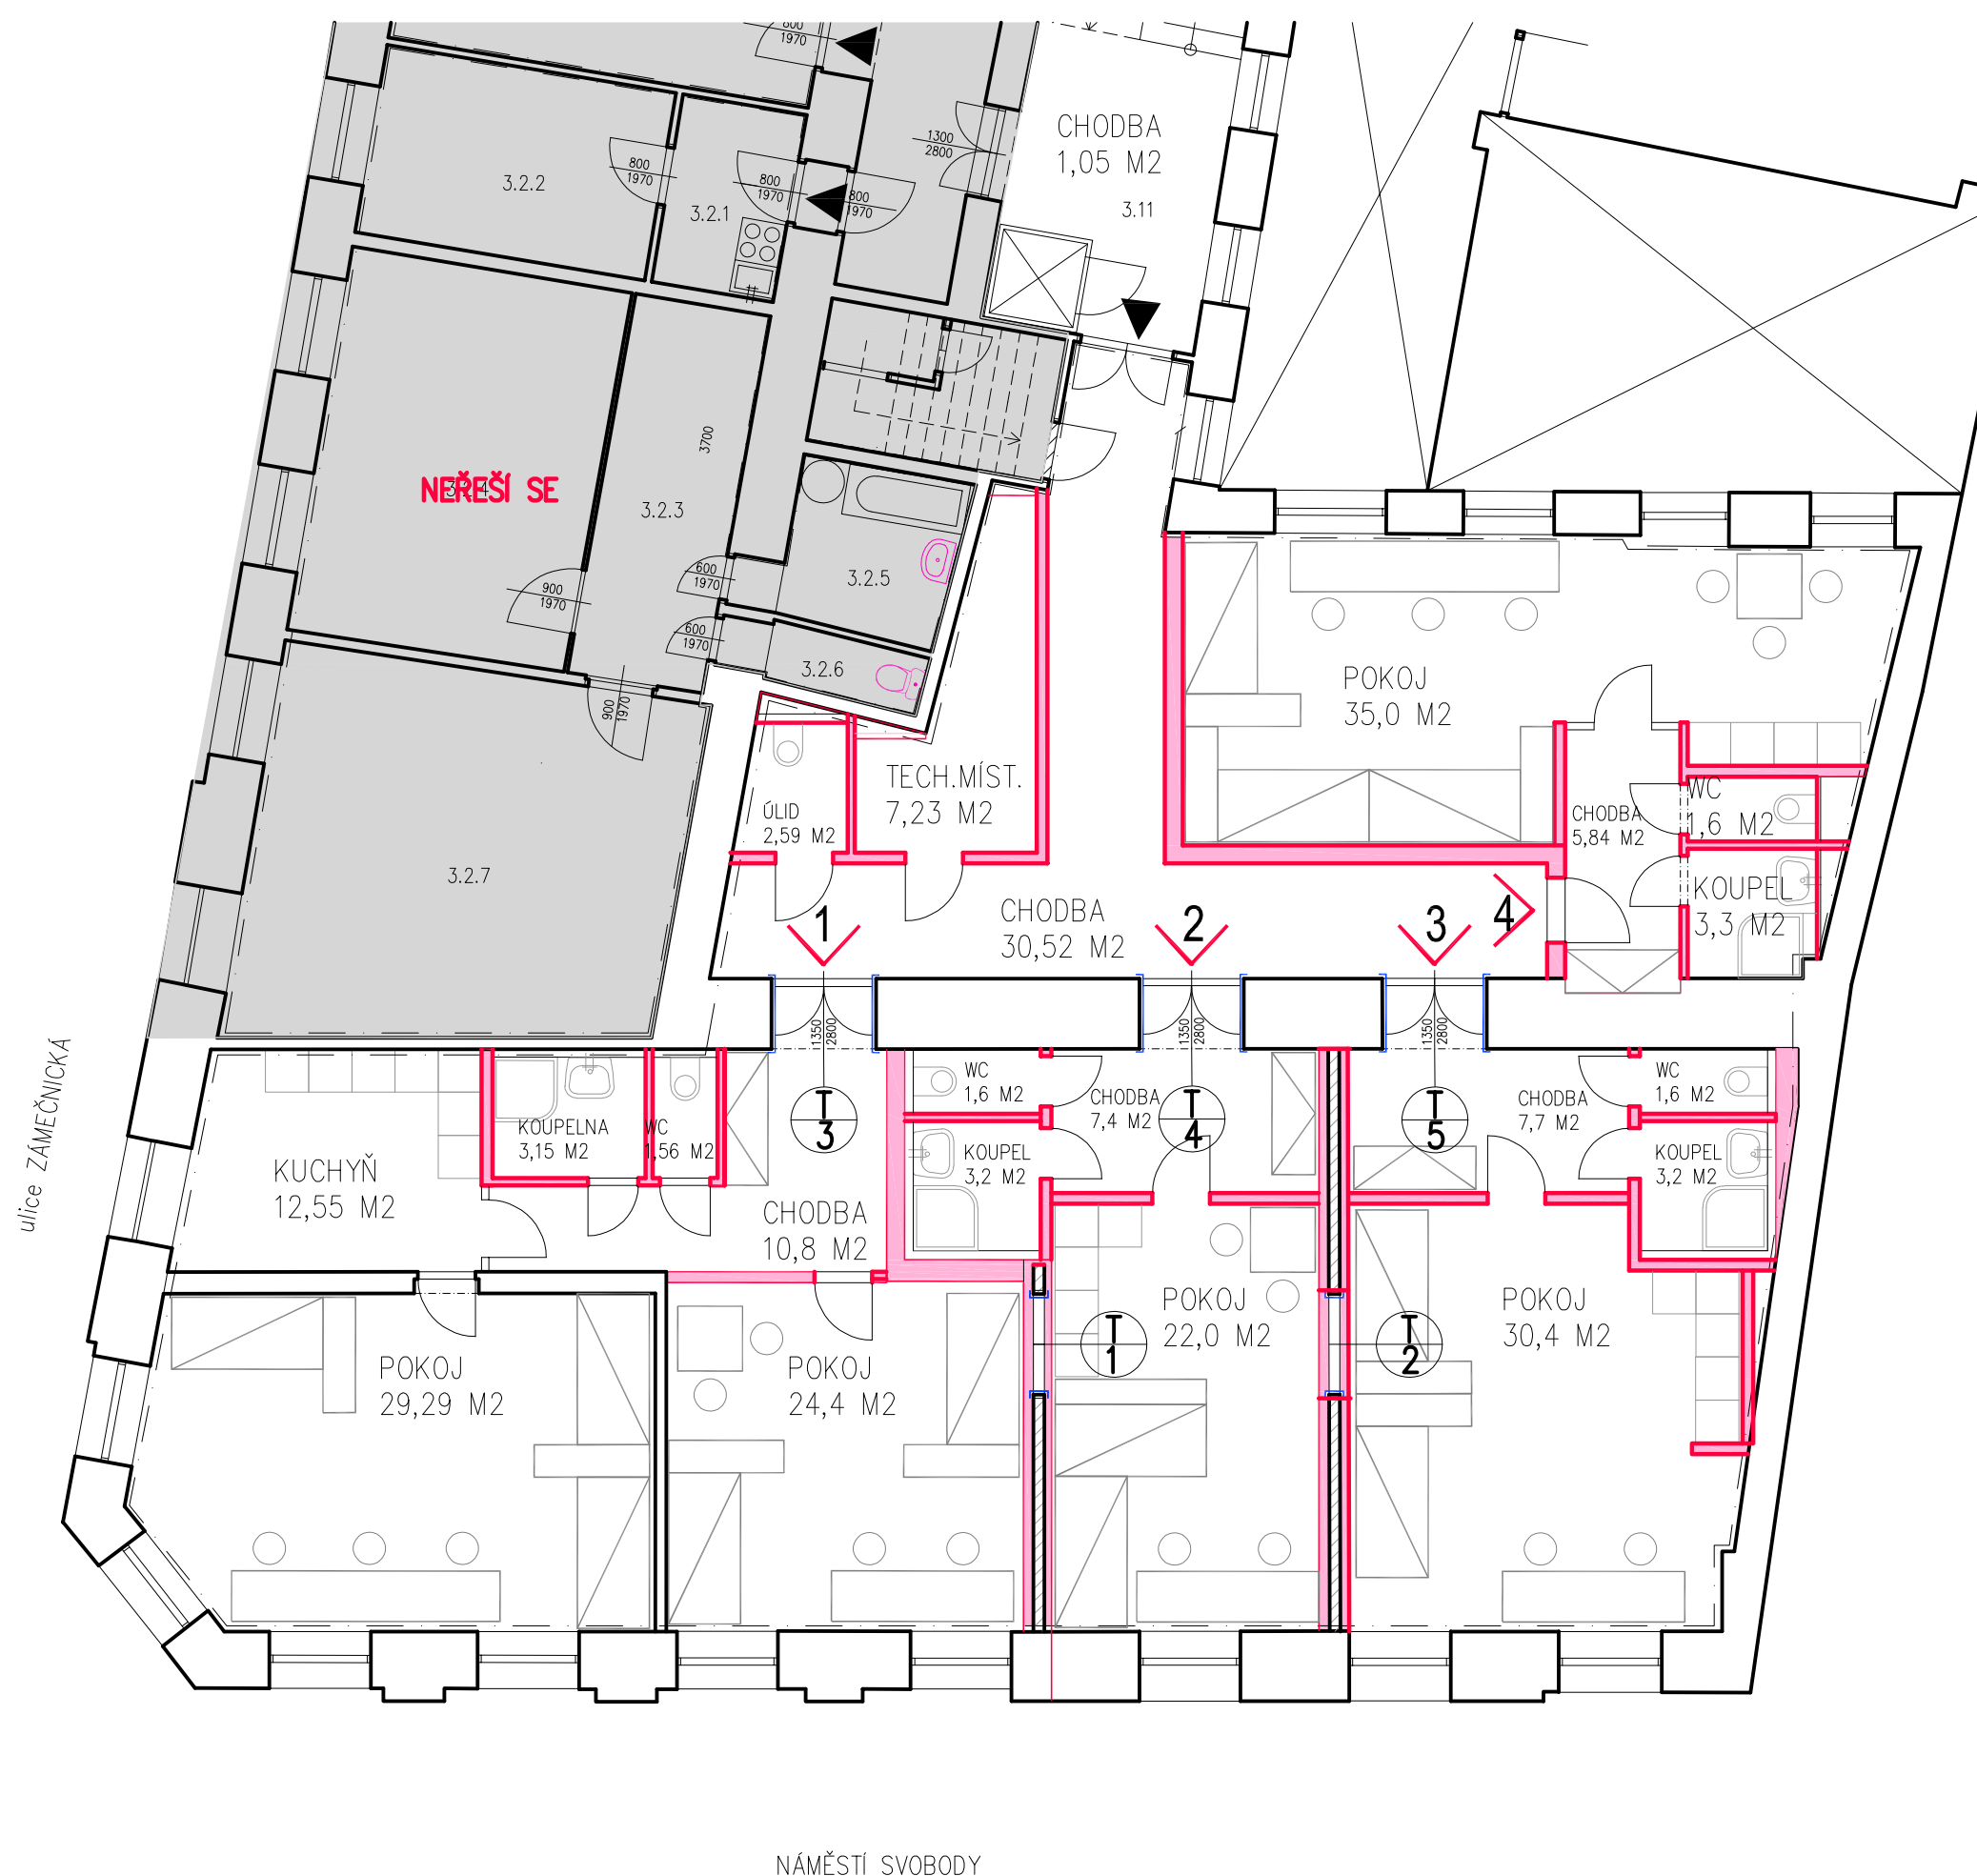 800
1970
CHODBA
1,05 M2
3.11
1300
2800
800
1970
3.2.2
800
1970
3.2.1
800
1970
3700
NEŘEŠÍ SE
3.2.3
3.2.5
600
1970
900
1970
600
1970
3.2.6
900
1970
3.2.7
POKOJ
35,0 M2
TECH.MÍST.
7,23 M2
ÚLID
2,59 M2
CHODBA
5,84 M2
WC
1,6 M2
KOUPEL
3,3 M2
CHODBA
30,52 M2
1
2
3
4
1350
2800
1350
2800
1350
2800
ulice ZÁMEČNICKÁ
KUCHYŇ
12,55 M2
KOUPELNA
3,15 M2
WC
1,56 M2
T
3
CHODBA
10,8 M2
WC
1,6 M2
KOUPEL
3,2 M2
CHODBA
7,4 M2
T
4
T
5
CHODBA
7,7 M2
WC
1,6 M2
KOUPEL
3,2 M2
POKOJ
29,29 M2
POKOJ
24,4 M2
T
1
POKOJ
22,0 M2
T
2
POKOJ
30,4 M2
NÁMĚSTÍ SVOBODY